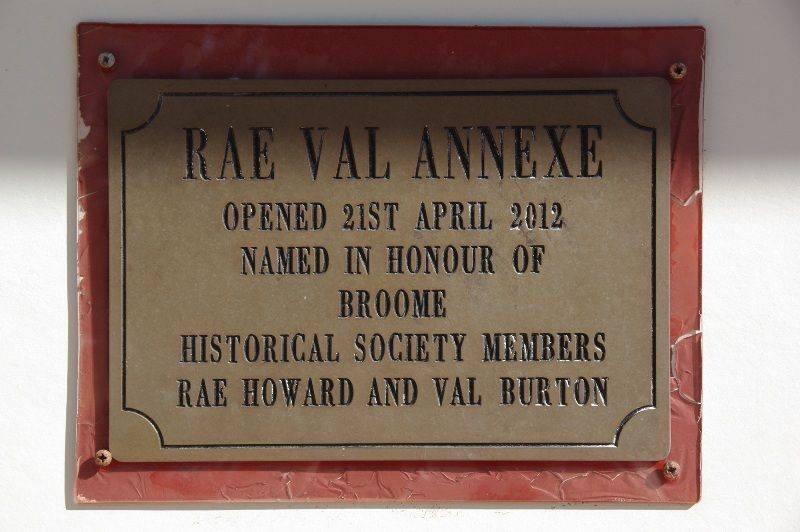 RAE VAL ANNEXE
OPENED 21ST APRIL 2012
NAMED IN HONOUR OF
BROOME
HISTORICAL SOCIETY MEMBERS
RAE HOWARD AND VAL BURTON